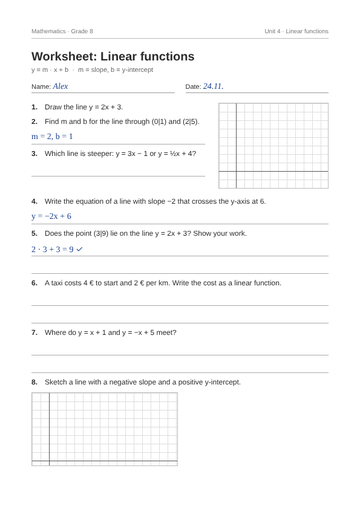 Mathematics · Grade 8
Unit 4 · Linear functions
Worksheet: Linear functions
y = m · x + b · m = slope, b = y-intercept
Name: Alex
Date: 24.11.
1. Draw the line y = 2x + 3.
2. Find m and b for the line through (0|1) and (2|5).
m = 2, b = 1
3. Which line is steeper: y = 3x − 1 or y = ½x + 4?
4. Write the equation of a line with slope −2 that crosses the y-axis at 6.
y = −2x + 6
5. Does the point (3|9) lie on the line y = 2x + 3? Show your work.
2 · 3 + 3 = 9 ✓
6. A taxi costs 4 € to start and 2 € per km. Write the cost as a linear function.
7. Where do y = x + 1 and y = −x + 5 meet?
8. Sketch a line with a negative slope and a positive y-intercept.